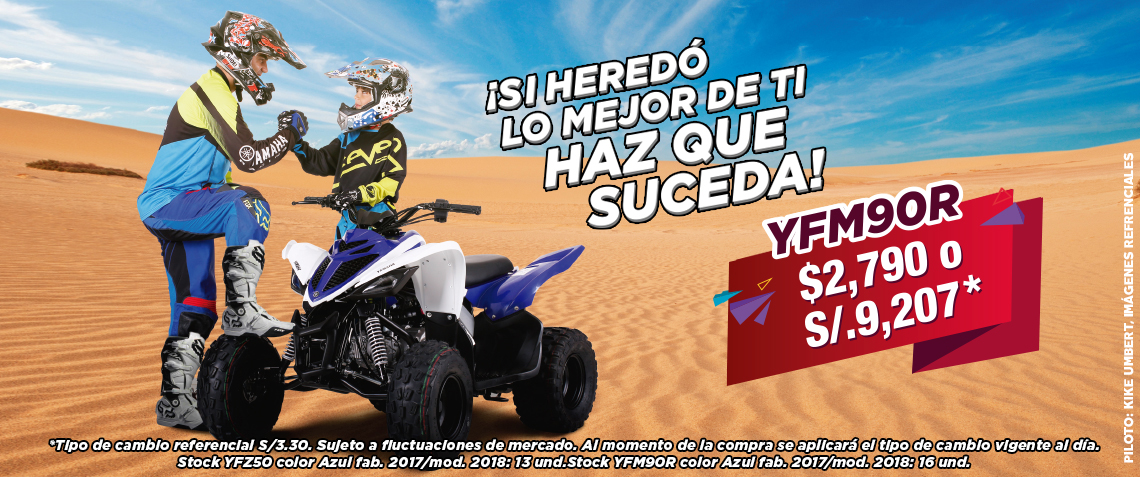 ¡SI HEREDÓ
LO MEJOR DE TI
HAZ QUE
SUCEDA!
YFM90R
$2,790 o
S/.9,207*
YAMAHA
*Tipo de cambio referencial S/3.30. Sujeto a fluctuaciones de mercado. Al momento de la compra se aplicará el tipo de cambio vigente al día.
Stock YFZ50 color Azul fab. 2017/mod. 2018: 13 und.Stock YFM90R color Azul fab. 2017/mod. 2018: 16 und.
PILOTO: KIKE UMBERT, IMÁGENES REFRENCIALES